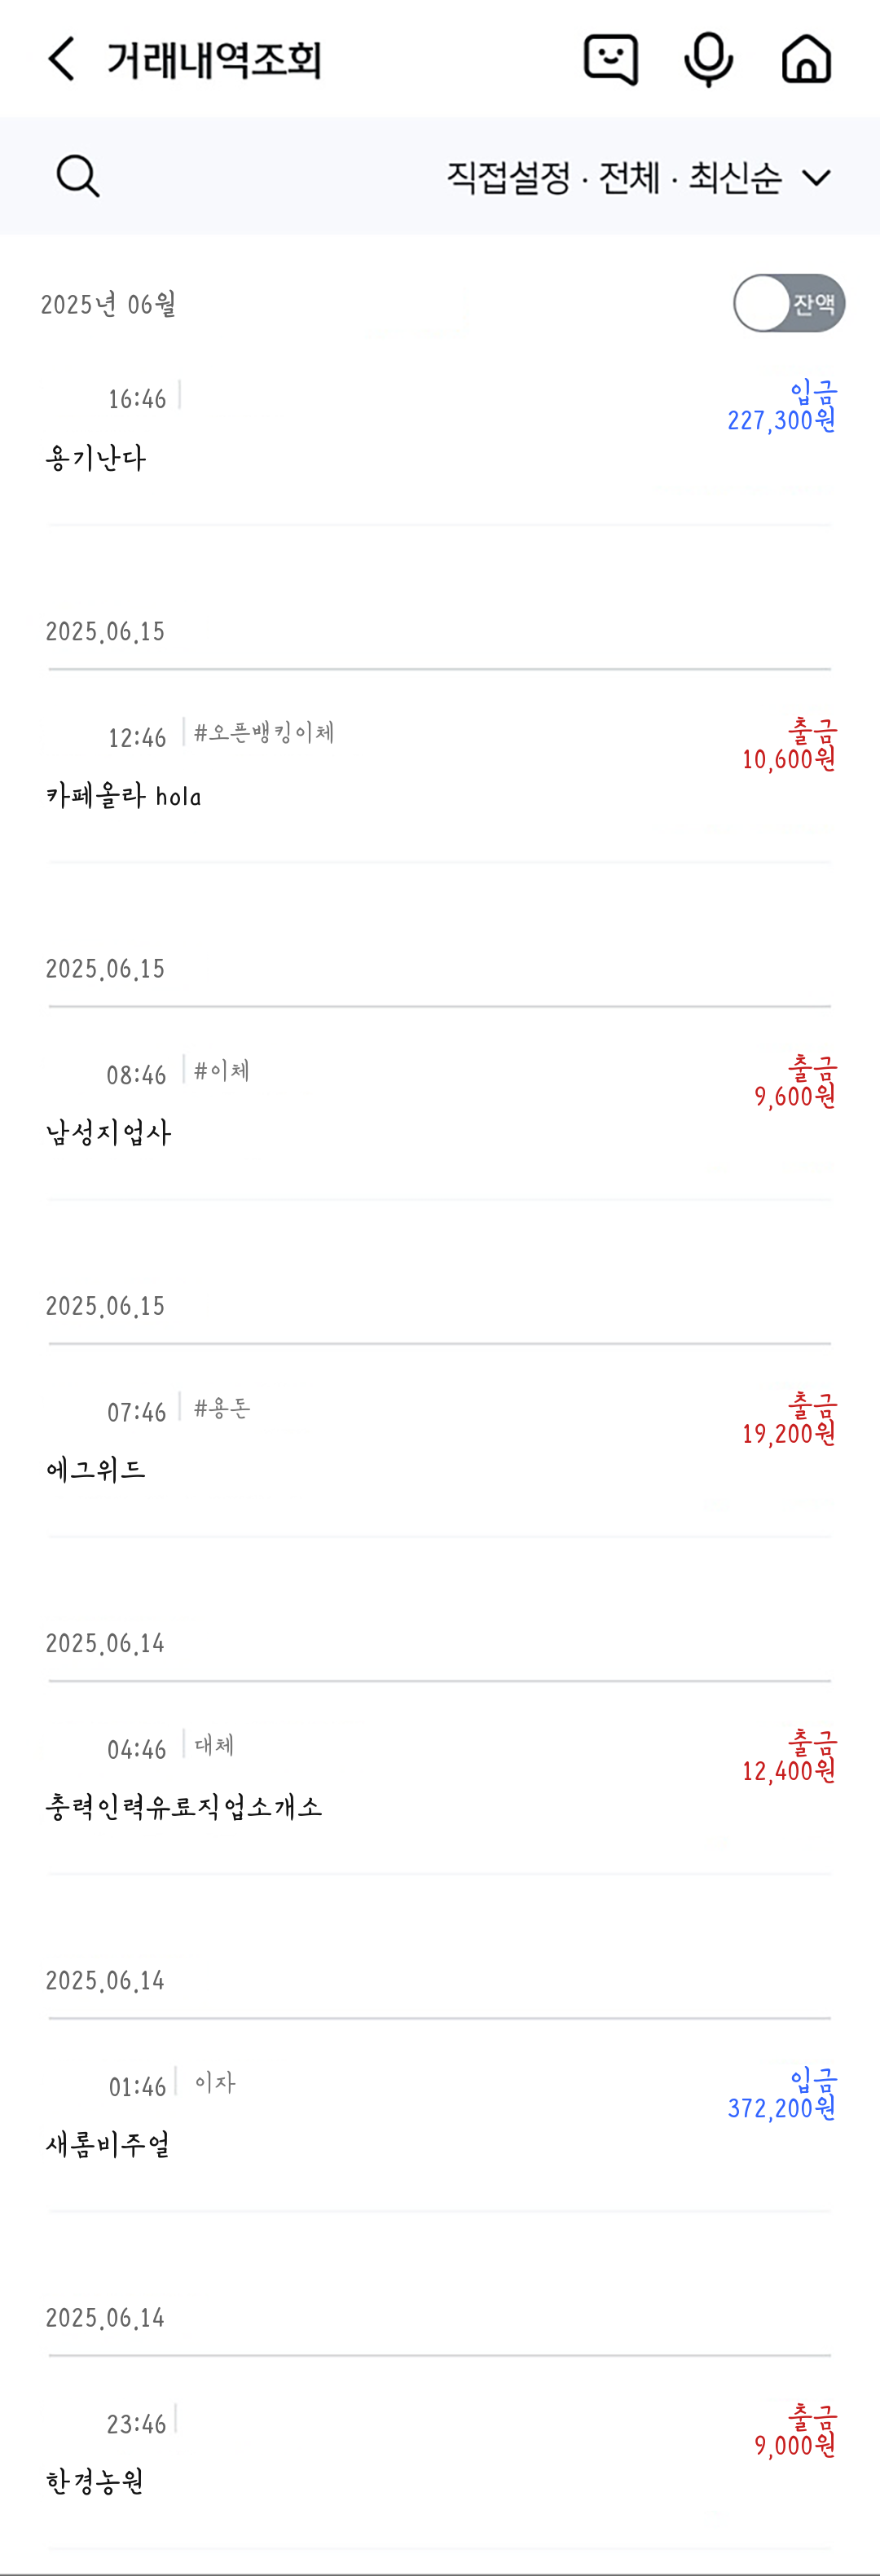 거래내역조회
직접설정 · 전체 · 최신순
2025년 06월
잔액
16:46
입금
227,300원
용기난다
2025.06.15
12:46 #오픈뱅킹이체
출금
10,600원
카페올라 hola
2025.06.15
08:46 #이체
출금
9,600원
남성지업사
2025.06.15
07:46 #용돈
출금
19,200원
에그위드
2025.06.14
04:46 대체
출금
12,400원
충력인력유료직업소개소
2025.06.14
01:46 이자
입금
372,200원
새롬비주얼
2025.06.14
23:46
출금
9,000원
한경농원